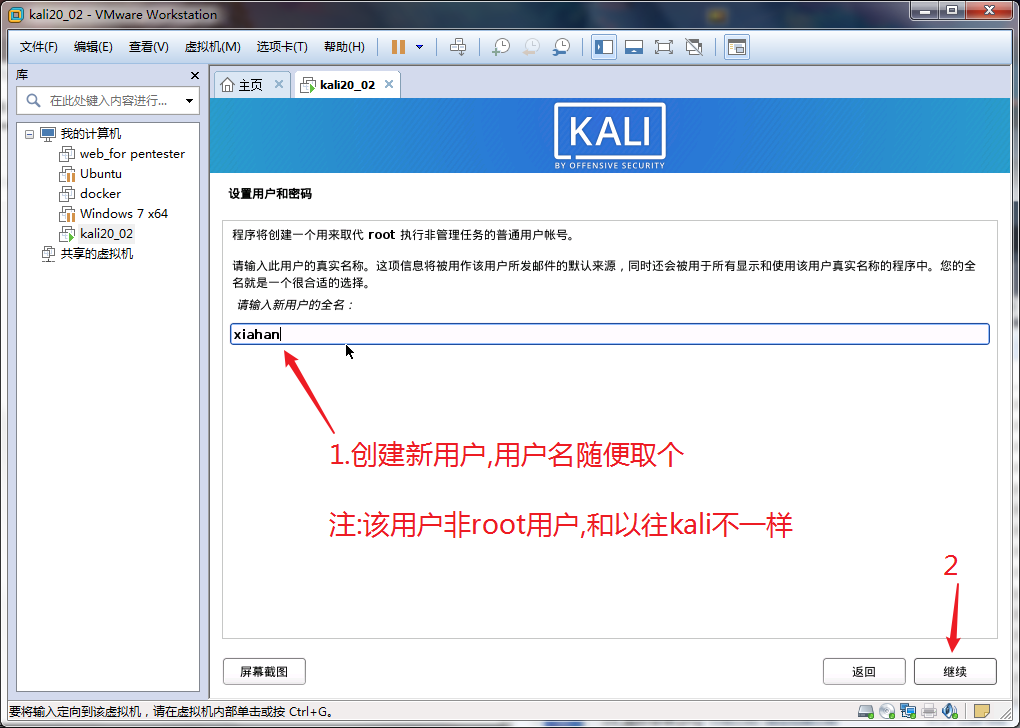 kali20_02 - VMware Workstation
文件(F) 编辑(E) 查看(V) 虚拟机(M) 选项卡(T) 帮助(H)
库
主页 kali20_02
在此处键入内容进行...
我的计算机
web_for pentester
Ubuntu
docker
Windows 7 x64
kali20_02
共享的虚拟机
KALI
BY OFFENSIVE SECURITY
设置用户和密码
程序将创建一个用来取代 root 执行非管理任务的普通用户帐号。
请输入此用户的真实名称。这项信息将被用作该用户所发邮件的默认来源，同时还会被用于所有显示和使用该用户真实名称的程序中。您的全
名就是一个很合适的选择。
请输入新用户的全名：
xiahan
1.创建新用户,用户名随便取个
注:该用户非root用户,和以往kali不一样
2
屏幕截图 返回 继续
要将输入定向到该虚拟机，请在虚拟机内部单击或按 Ctrl+G。